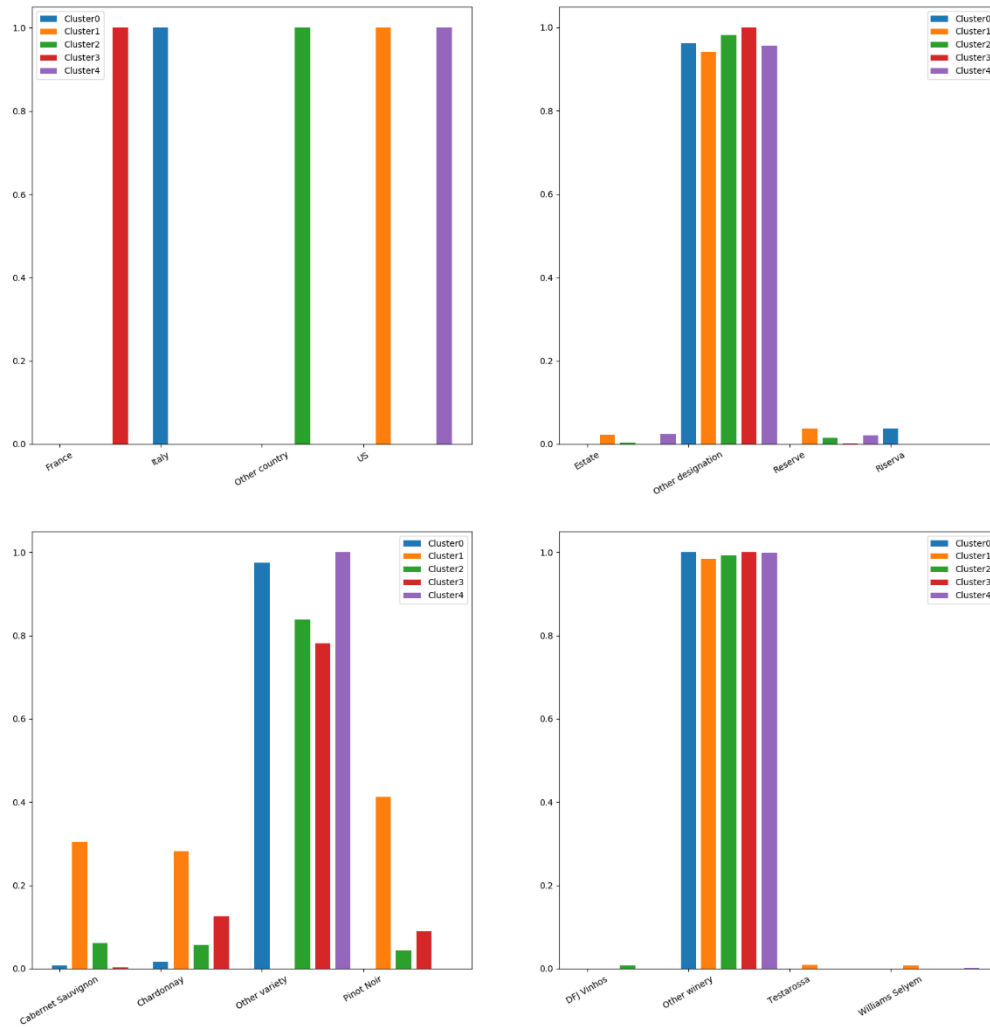 1.0
0.8
0.6
0.4
0.2
0.0
Cluster0
Cluster1
Cluster2
Cluster3
Cluster4
France
Italy
Other country
US
1.0
0.8
0.6
0.4
0.2
0.0
Cluster0
Cluster1
Cluster2
Cluster3
Cluster4
Estate
Other designation
Reserve
Riserva
1.0
0.8
0.6
0.4
0.2
0.0
Cluster0
Cluster1
Cluster2
Cluster3
Cluster4
Cabernet Sauvignon
Chardonnay
Other variety
Pinot Noir
1.0
0.8
0.6
0.4
0.2
0.0
Cluster0
Cluster1
Cluster2
Cluster3
Cluster4
DFJ Vinhos
Other winery
Testarossa
Williams Selyem